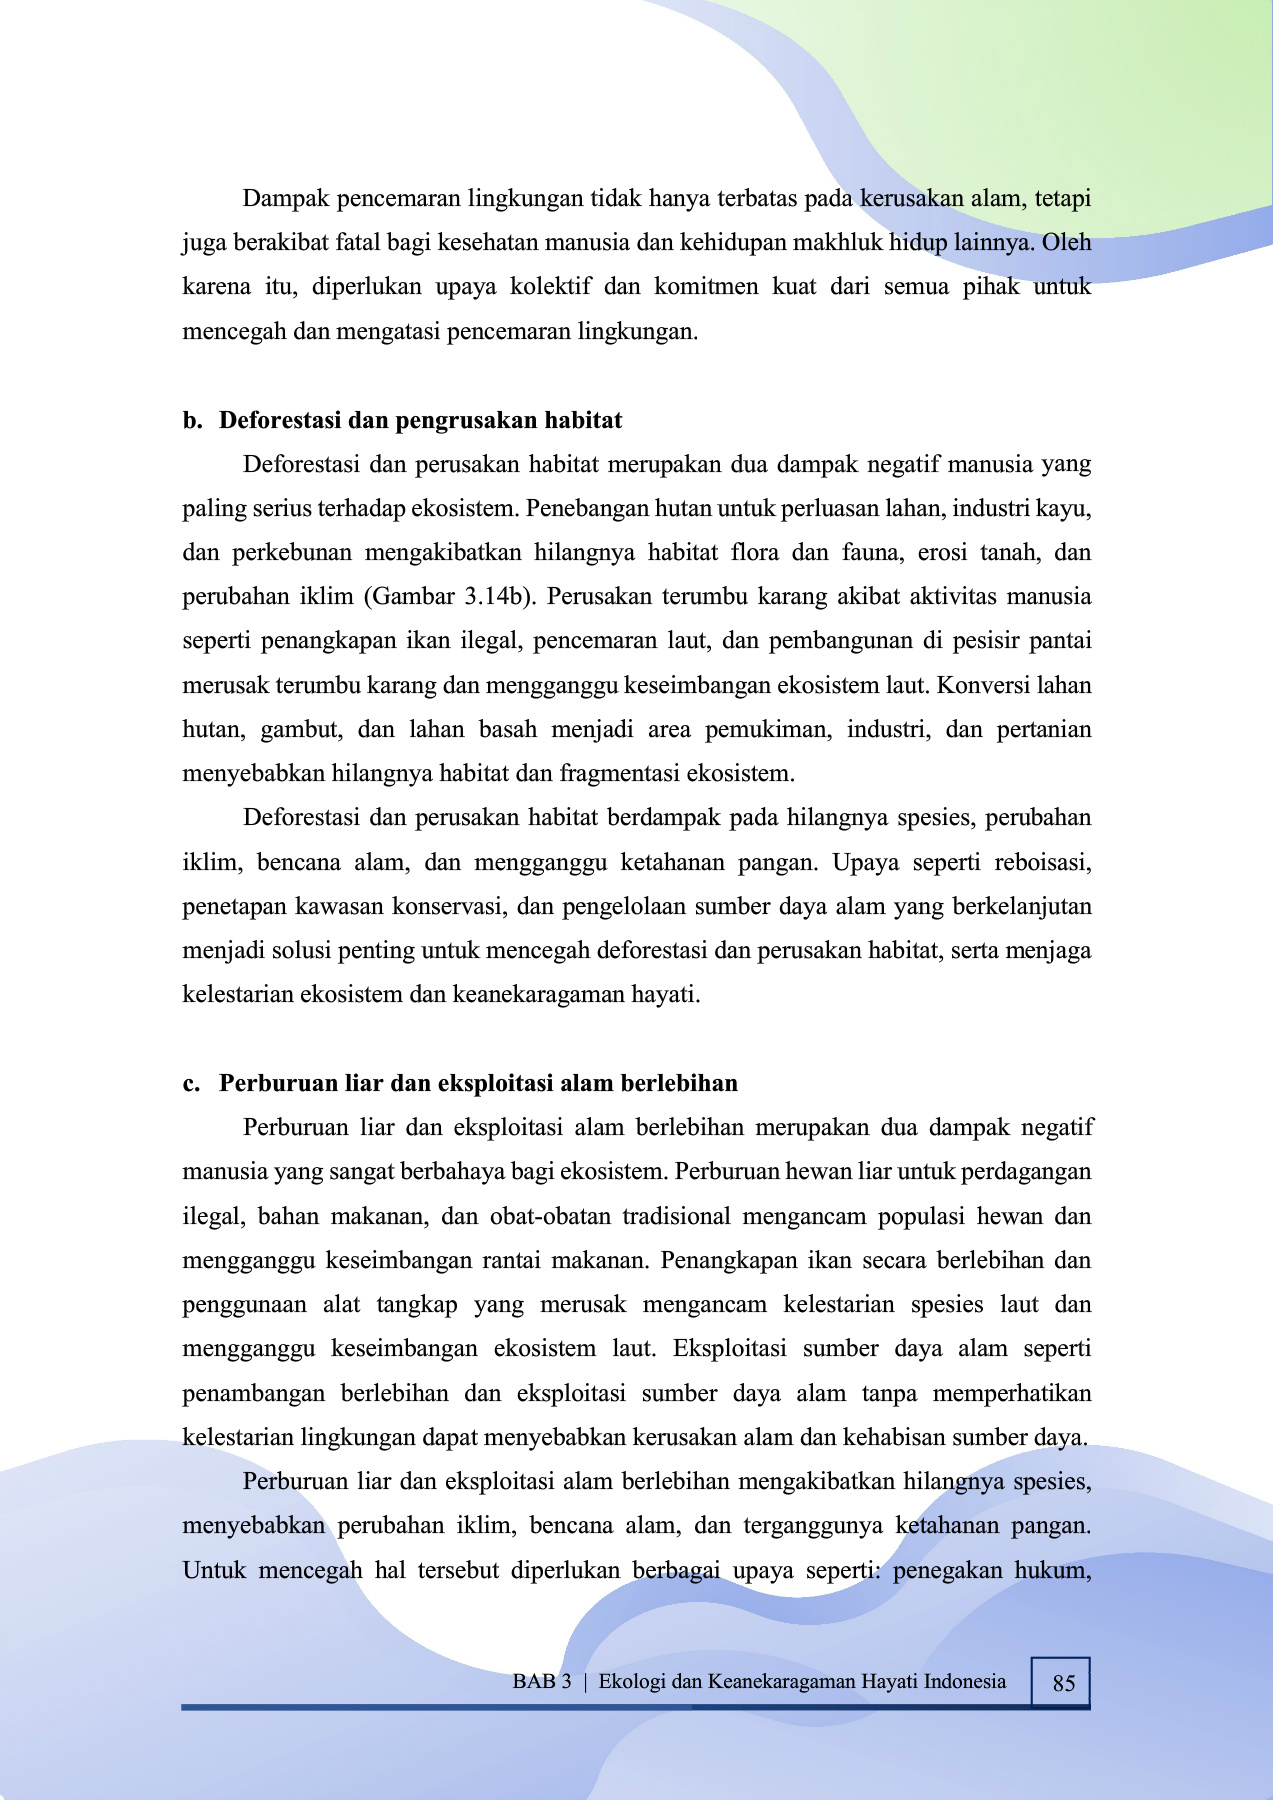 Dampak pencemaran lingkungan tidak hanya terbatas pada kerusakan alam, tetapi
juga berakibat fatal bagi kesehatan manusia dan kehidupan makhluk hidup lainnya. Oleh
karena itu, diperlukan upaya kolektif dan komitmen kuat dari semua pihak untuk
mencegah dan mengatasi pencemaran lingkungan.
b. Deforestasi dan pengrusakan habitat
Deforestasi dan perusakan habitat merupakan dua dampak negatif manusia yang
paling serius terhadap ekosistem. Penebangan hutan untuk perluasan lahan, industri kayu,
dan perkebunan mengakibatkan hilangnya habitat flora dan fauna, erosi tanah, dan
perubahan iklim (Gambar 3.14b). Perusakan terumbu karang akibat aktivitas manusia
seperti penangkapan ikan ilegal, pencemaran laut, dan pembangunan di pesisir pantai
merusak terumbu karang dan mengganggu keseimbangan ekosistem laut. Konversi lahan
hutan, gambut, dan lahan basah menjadi area pemukiman, industri, dan pertanian
menyebabkan hilangnya habitat dan fragmentasi ekosistem.
Deforestasi dan perusakan habitat berdampak pada hilangnya spesies, perubahan
iklim, bencana alam, dan mengganggu ketahanan pangan. Upaya seperti reboisasi,
penetapan kawasan konservasi, dan pengelolaan sumber daya alam yang berkelanjutan
menjadi solusi penting untuk mencegah deforestasi dan perusakan habitat, serta menjaga
kelestarian ekosistem dan keanekaragaman hayati.
c. Perburuan liar dan eksploitasi alam berlebihan
Perburuan liar dan eksploitasi alam berlebihan merupakan dua dampak negatif
manusia yang sangat berbahaya bagi ekosistem. Perburuan hewan liar untuk perdagangan
ilegal, bahan makanan, dan obat-obatan tradisional mengancam populasi hewan dan
mengganggu keseimbangan rantai makanan. Penangkapan ikan secara berlebihan dan
penggunaan alat tangkap yang merusak mengancam kelestarian spesies laut dan
mengganggu keseimbangan ekosistem laut. Eksploitasi sumber daya alam seperti
penambangan berlebihan dan eksploitasi sumber daya alam tanpa memperhatikan
kelestarian lingkungan dapat menyebabkan kerusakan alam dan kehabisan sumber daya.
Perburuan liar dan eksploitasi alam berlebihan mengakibatkan hilangnya spesies,
menyebabkan perubahan iklim, bencana alam, dan terganggunya ketahanan pangan.
Untuk mencegah hal tersebut diperlukan berbagai upaya seperti: penegakan hukum,
BAB 3 | Ekologi dan Keanekaragaman Hayati Indonesia 85